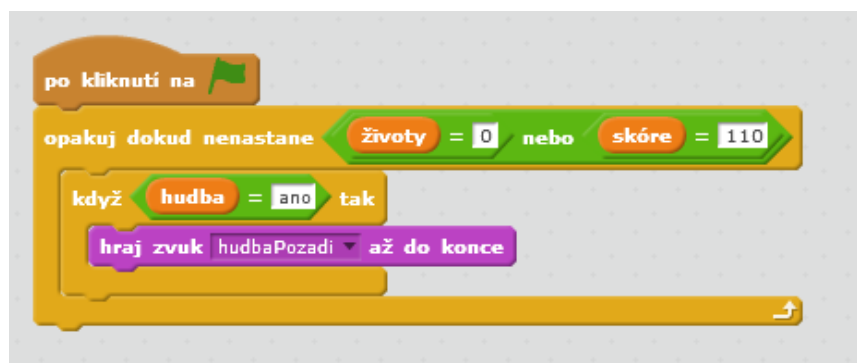 po kliknutí na
opakuj dokud nenastane životy = 0 nebo skóre = 110
když hudba = ano tak
hraj zvuk hudbaPozadi až do konce